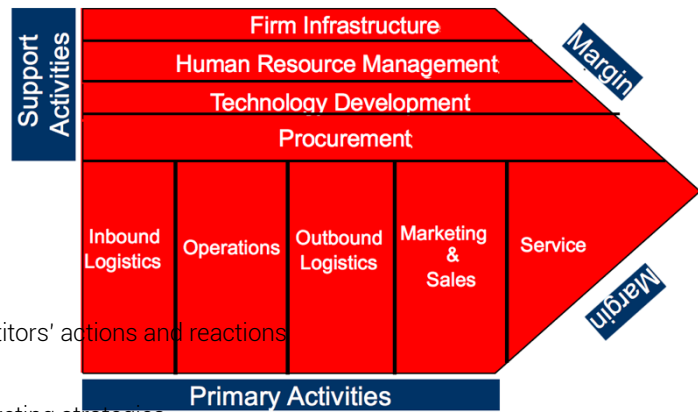 Firm Infrastructure
Support
Activities
Human Resource Management
Margin
Technology Development
Procurement
Inbound
Logistics
Operations
Outbound
Logistics
Marketing
&
Sales
Service
Margin
titors' actions and reactions
Primary Activities